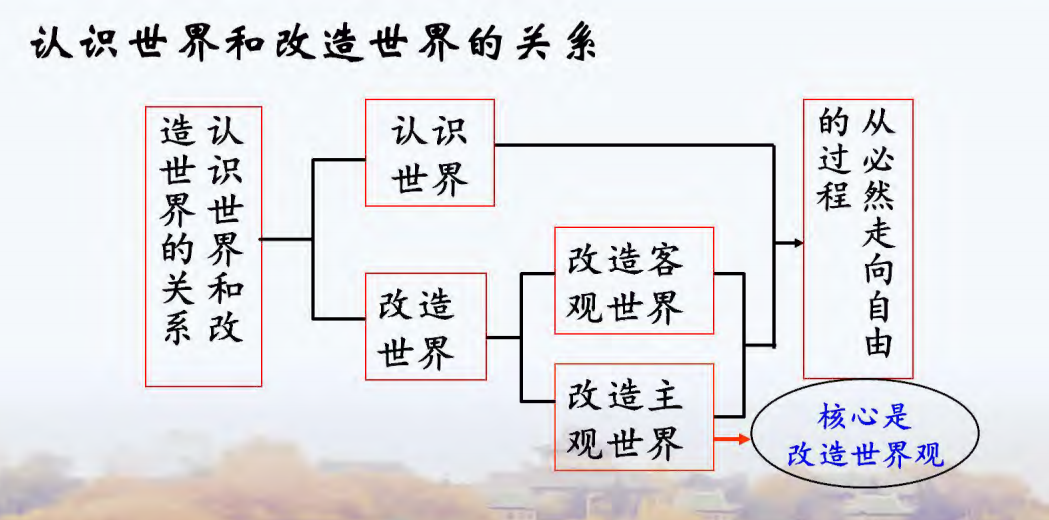 认识世界和改造世界的关系
认识世界和改
造世界的关系
认识
世界
改造
世界
改造客
观世界
改造主
观世界
从必然走向自由
的过程
核心是
改造世界观